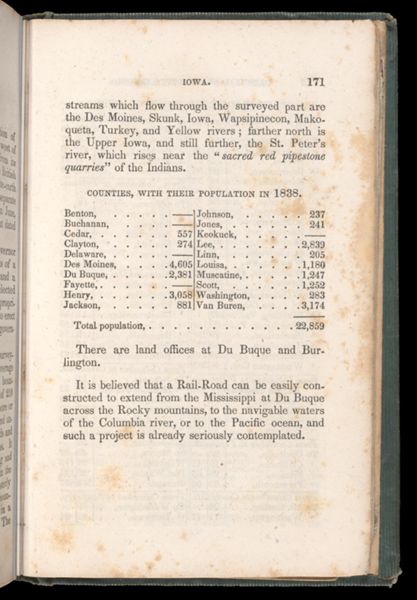 IOWA. 171
streams which flow through the surveyed part are
the Des Moines, Skunk, Iowa, Wapsipinecon, Mako-
queta, Turkey, and Yellow rivers; farther north is
the Upper Iowa, and still further, the St. Peter's
river, which rises near the "sacred red pipestone
quarries" of the Indians.
COUNTIES, WITH THEIR POPULATION IN 1838.
Benton, . . . . . . —— Johnson, . . . . . 237
Buchanan, . . . . . —— Jones, . . . . . . 241
Cedar, . . . . . . 557 Keokuck, . . . . . ——
Clayton, . . . . . 274 Lee, . . . . . . . 2,839
Delaware, . . . . . —— Linn, . . . . . . 205
Des Moines, . . . . 4,605 Louisa, . . . . . 1,180
Du Buque, . . . . . 2,381 Muscatine, . . . . 1,247
Fayette, . . . . . —— Scott, . . . . . . 1,252
Henry, . . . . . . 3,058 Washington, . . . . 283
Jackson, . . . . . 881 Van Buren, . . . . 3,174
Total population, . . . . . . . . . . . 22,859
There are land offices at Du Buque and Bur-
lington.
It is believed that a Rail-Road can be easily con-
structed to extend from the Mississippi at Du Buque
across the Rocky mountains, to the navigable waters
of the Columbia river, or to the Pacific ocean, and
such a project is already seriously contemplated.